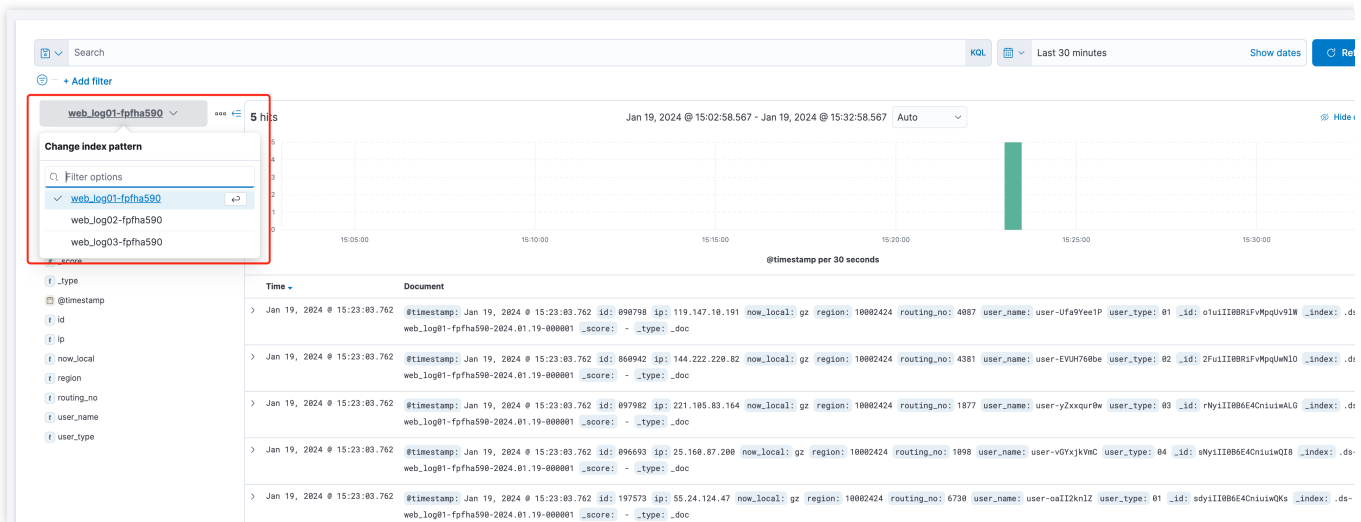 Search KQL Last 30 minutes Show dates Ref
+ Add filter
web_log01-fpfha590
5 hits Jan 19, 2024 @ 15:02:58.567 - Jan 19, 2024 @ 15:32:58.567 Auto Hide
Change index pattern
Filter options
web_log01-fpfha590
web_log02-fpfha590
web_log03-fpfha590
5
4
3
2
1
0
15:05:00 15:10:00 15:15:00 15:20:00 15:25:00 15:30:00
@timestamp per 30 seconds
_score
t _type
@timestamp
t id
t ip
t now_local
t region
t routing_no
t user_name
t user_type
Time Document
Jan 19, 2024 @ 15:23:03.762 @timestamp: Jan 19, 2024 @ 15:23:03.762 id: 090798 ip: 119.147.10.191 now_local: gz region: 10002424 routing_no: 4087 user_name: user-Ufa9Yee1P user_type: 01 _id: o1uiII0BRiFvMpqUv9lW _index: .ds
web_log01-fpfha590-2024.01.19-000001 _score: - _type: _doc
Jan 19, 2024 @ 15:23:03.762 @timestamp: Jan 19, 2024 @ 15:23:03.762 id: 860942 ip: 144.222.220.82 now_local: gz region: 10002424 routing_no: 4381 user_name: user-EVUH760be user_type: 02 _id: 2FuiII0BRiFvMpqUwNlO _index: .ds
web_log01-fpfha590-2024.01.19-000001 _score: - _type: _doc
Jan 19, 2024 @ 15:23:03.762 @timestamp: Jan 19, 2024 @ 15:23:03.762 id: 097982 ip: 221.105.83.164 now_local: gz region: 10002424 routing_no: 1877 user_name: user-yZxxqur0w user_type: 03 _id: rNyiII0B6E4CniuiwALG _index: .ds
web_log01-fpfha590-2024.01.19-000001 _score: - _type: _doc
Jan 19, 2024 @ 15:23:03.762 @timestamp: Jan 19, 2024 @ 15:23:03.762 id: 096693 ip: 25.160.87.200 now_local: gz region: 10002424 routing_no: 1098 user_name: user-vGYxjkVmC user_type: 04 _id: sNyiII0B6E4CniuiwQI8 _index: .ds-
web_log01-fpfha590-2024.01.19-000001 _score: - _type: _doc
Jan 19, 2024 @ 15:23:03.762 @timestamp: Jan 19, 2024 @ 15:23:03.762 id: 197573 ip: 55.24.124.47 now_local: gz region: 10002424 routing_no: 6730 user_name: user-oaII2knlZ user_type: 01 _id: sdyiII0B6E4CniuiwQKs _index: .ds-
web_log01-fpfha590-2024.01.19-000001 _score: - _type: _doc